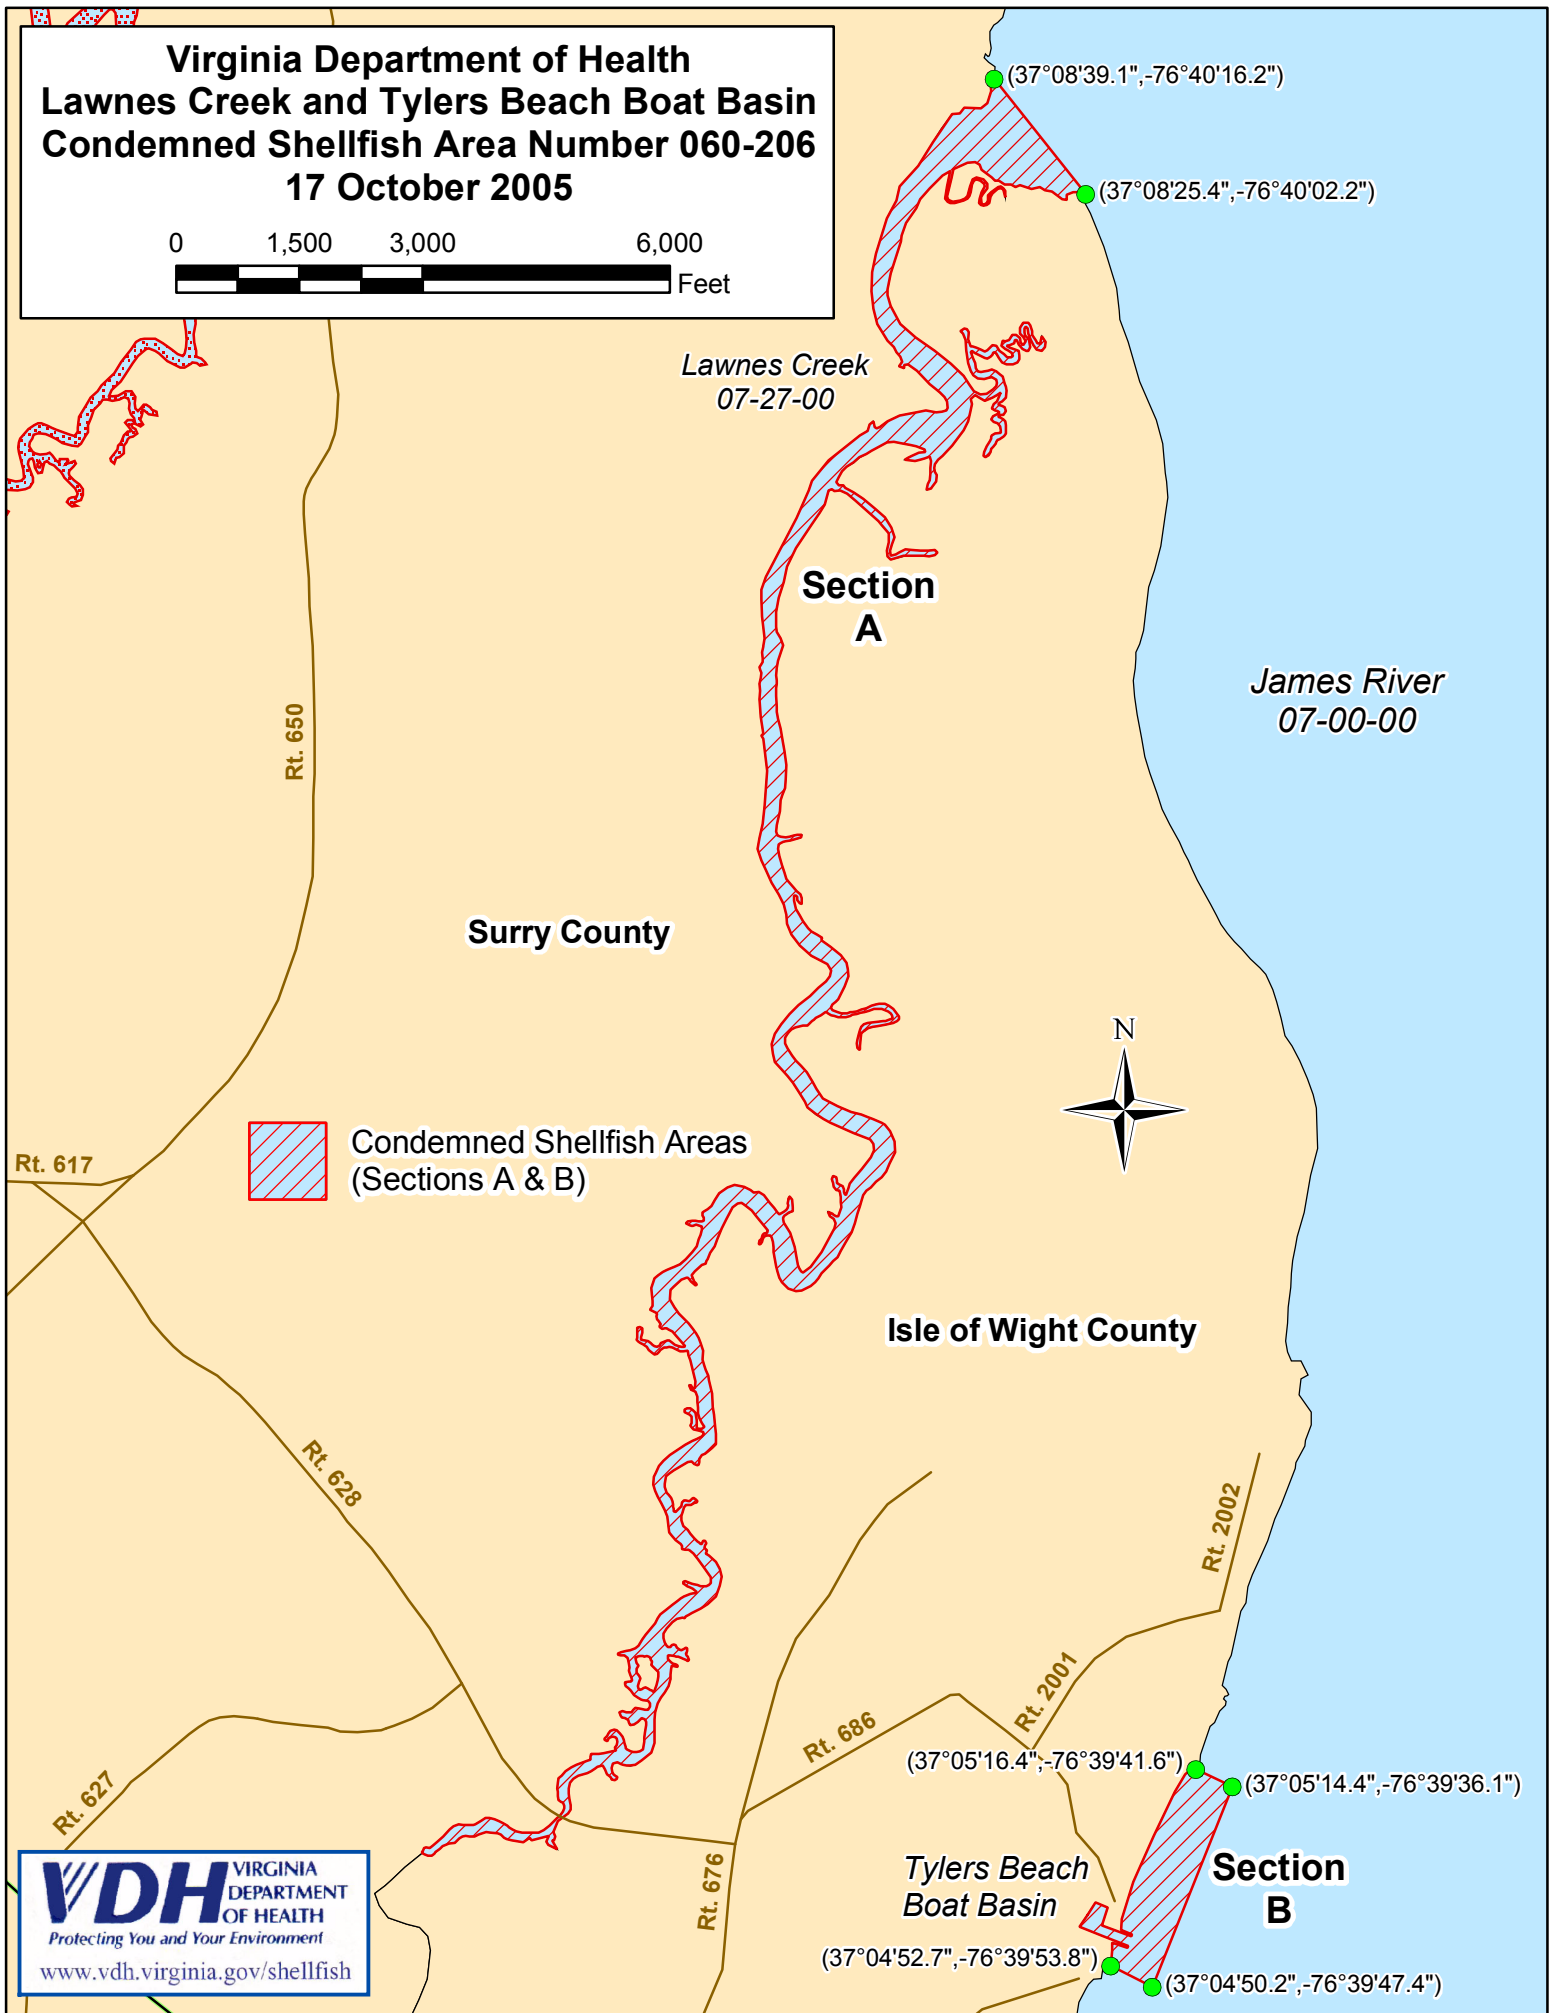 Virginia Department of Health
Lawnes Creek and Tylers Beach Boat Basin
Condemned Shellfish Area Number 060-206
17 October 2005
0 1,500 3,000 6,000
Feet
(37°08'39.1",-76°40'16.2")
(37°08'25.4",-76°40'02.2")
Lawnes Creek
07-27-00
Section
A
James River
07-00-00
Rt. 650
Surry County
N
Condemned Shellfish Areas
(Sections A & B)
Rt. 617
Isle of Wight County
Rt. 628
Rt. 2002
Rt. 2001
Rt. 686
(37°05'16.4",-76°39'41.6")
(37°05'14.4",-76°39'36.1")
Rt. 627
Tylers Beach
Boat Basin
Section
B
Rt. 676
(37°04'52.7",-76°39'53.8")
(37°04'50.2",-76°39'47.4")
VDH VIRGINIA
DEPARTMENT
OF HEALTH
Protecting You and Your Environment
www.vdh.virginia.gov/shellfish